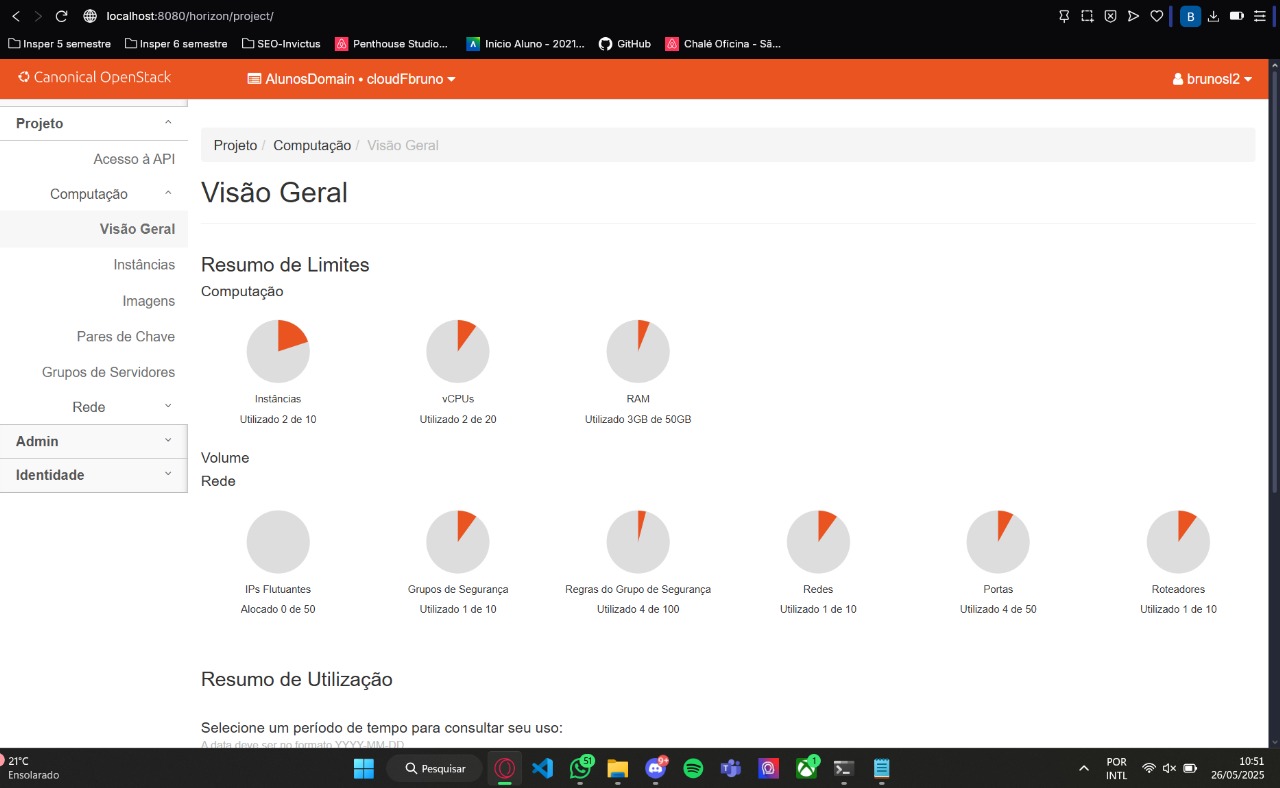 localhost:8080/horizon/project/
B
Insper 5 semestre
Insper 6 semestre
SEO-Invictus
Penthouse Studio...
Início Aluno - 2021...
GitHub
Chalé Oficina - Sã...
Canonical OpenStack
AlunosDomain • cloudFbruno
brunosl2
Projeto
Acesso à API
Computação
Visão Geral
Instâncias
Imagens
Pares de Chave
Grupos de Servidores
Rede
Admin
Identidade
Projeto / Computação / Visão Geral
Visão Geral
Resumo de Limites
Computação
Instâncias
Utilizado 2 de 10
vCPUs
Utilizado 2 de 20
RAM
Utilizado 3GB de 50GB
Volume
Rede
IPs Flutuantes
Alocado 0 de 50
Grupos de Segurança
Utilizado 1 de 10
Regras do Grupo de Segurança
Utilizado 4 de 100
Redes
Utilizado 1 de 10
Portas
Utilizado 4 de 50
Roteadores
Utilizado 1 de 10
Resumo de Utilização
Selecione um período de tempo para consultar seu uso:
A data deve ser no formato YYYY-MM-DD
21°C
Ensolarado
Pesquisar
51
9+
1
POR
INTL
10:51
26/05/2025